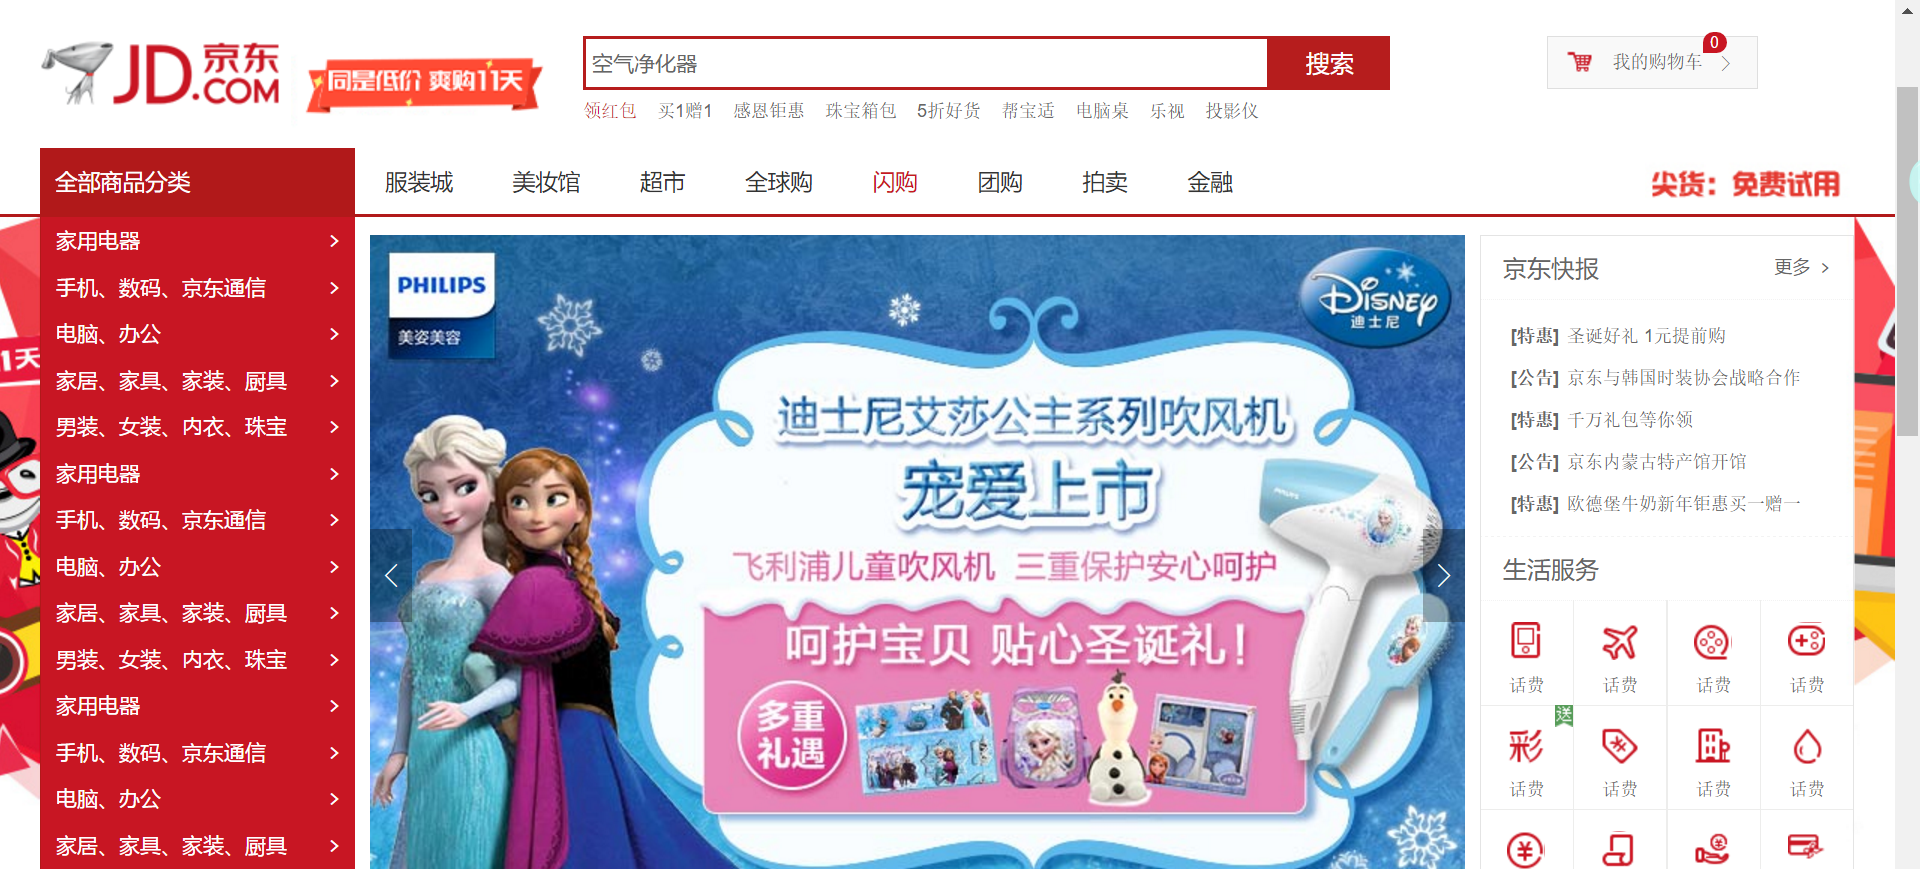 JD京东
.COM
同是低价 爽购11天
空气净化器
搜索
0
我的购物车
领红包 买1赠1 感恩钜惠 珠宝箱包 5折好货 帮宝适 电脑桌 乐视 投影仪
全部商品分类
服装城 美妆馆 超市 全球购 闪购 团购 拍卖 金融
尖货：免费试用
家用电器
手机、数码、京东通信
电脑、办公
家居、家具、家装、厨具
男装、女装、内衣、珠宝
家用电器
手机、数码、京东通信
电脑、办公
家居、家具、家装、厨具
男装、女装、内衣、珠宝
家用电器
手机、数码、京东通信
电脑、办公
家居、家具、家装、厨具
1天
PHILIPS
美姿美容
Disney
迪士尼
迪士尼艾莎公主系列吹风机
宠爱上市
飞利浦儿童吹风机 三重保护安心呵护
呵护宝贝 贴心圣诞礼！
多重
礼遇
京东快报
更多
[特惠] 圣诞好礼 1元提前购
[公告] 京东与韩国时装协会战略合作
[特惠] 千万礼包等你领
[公告] 京东内蒙古特产馆开馆
[特惠] 欧德堡牛奶新年钜惠买一赠一
生活服务
话费 话费 话费 话费
送
彩
话费 话费 话费 话费